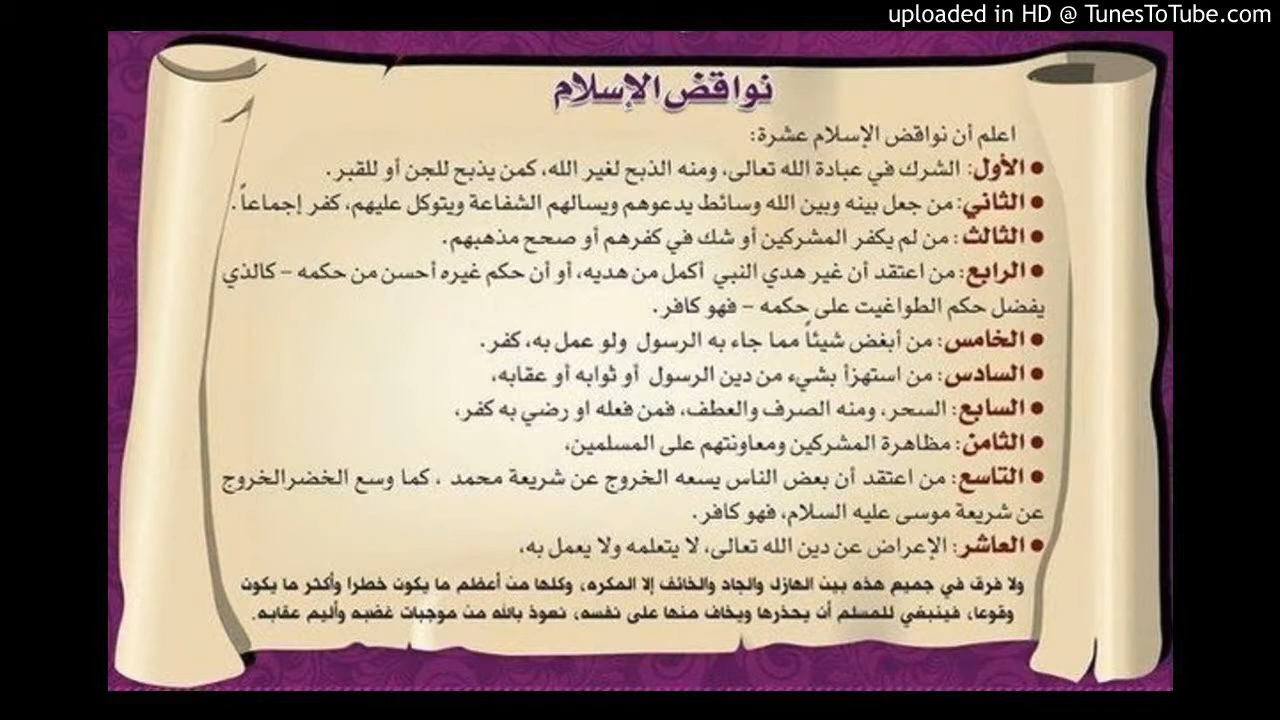 uploaded in HD @ TunesToTube.com
نواقض الإسلام
اعلم أن نواقض الإسلام عشرة:
● الأول: الشرك في عبادة الله تعالى، ومنه الذبح لغير الله، كمن يذبح للجن أو للقبر.
● الثاني: من جعل بينه وبين الله وسائط يدعوهم ويسالهم الشفاعة ويتوكل عليهم، كفر إجماعاً.
● الثالث: من لم يكفر المشركين أو شك في كفرهم أو صحح مذهبهم.
● الرابع: من اعتقد أن غير هدي النبي أكمل من هديه، أو أن حكم غيره أحسن من حكمه – كالذي
يفضل حكم الطواغيت على حكمه – فهو كافر.
● الخامس: من أبغض شيئاً مما جاء به الرسول ولو عمل به، كفر.
● السادس: من استهزأ بشيء من دين الرسول أو ثوابه أو عقابه،
● السابع: السحر، ومنه الصرف والعطف، فمن فعله او رضي به كفر،
● الثامن: مظاهرة المشركين ومعاونتهم على المسلمين،
● التاسع: من اعتقد أن بعض الناس يسعه الخروج عن شريعة محمد ، كما وسع الخضرالخروج
عن شريعة موسى عليه السلام، فهو كافر.
● العاشر: الإعراض عن دين الله تعالى، لا يتعلمه ولا يعمل به،
ولا فرق في جميع هذه بين الهازل والجاد والخائف إلا المكره، وكلها من أعظم ما يكون خطرا وأكثر ما يكون
وقوعا، فينبغي للمسلم أن يحذرها ويخاف منها على نفسه، نعوذ بالله من موجبات غضبه وأليم عقابه.